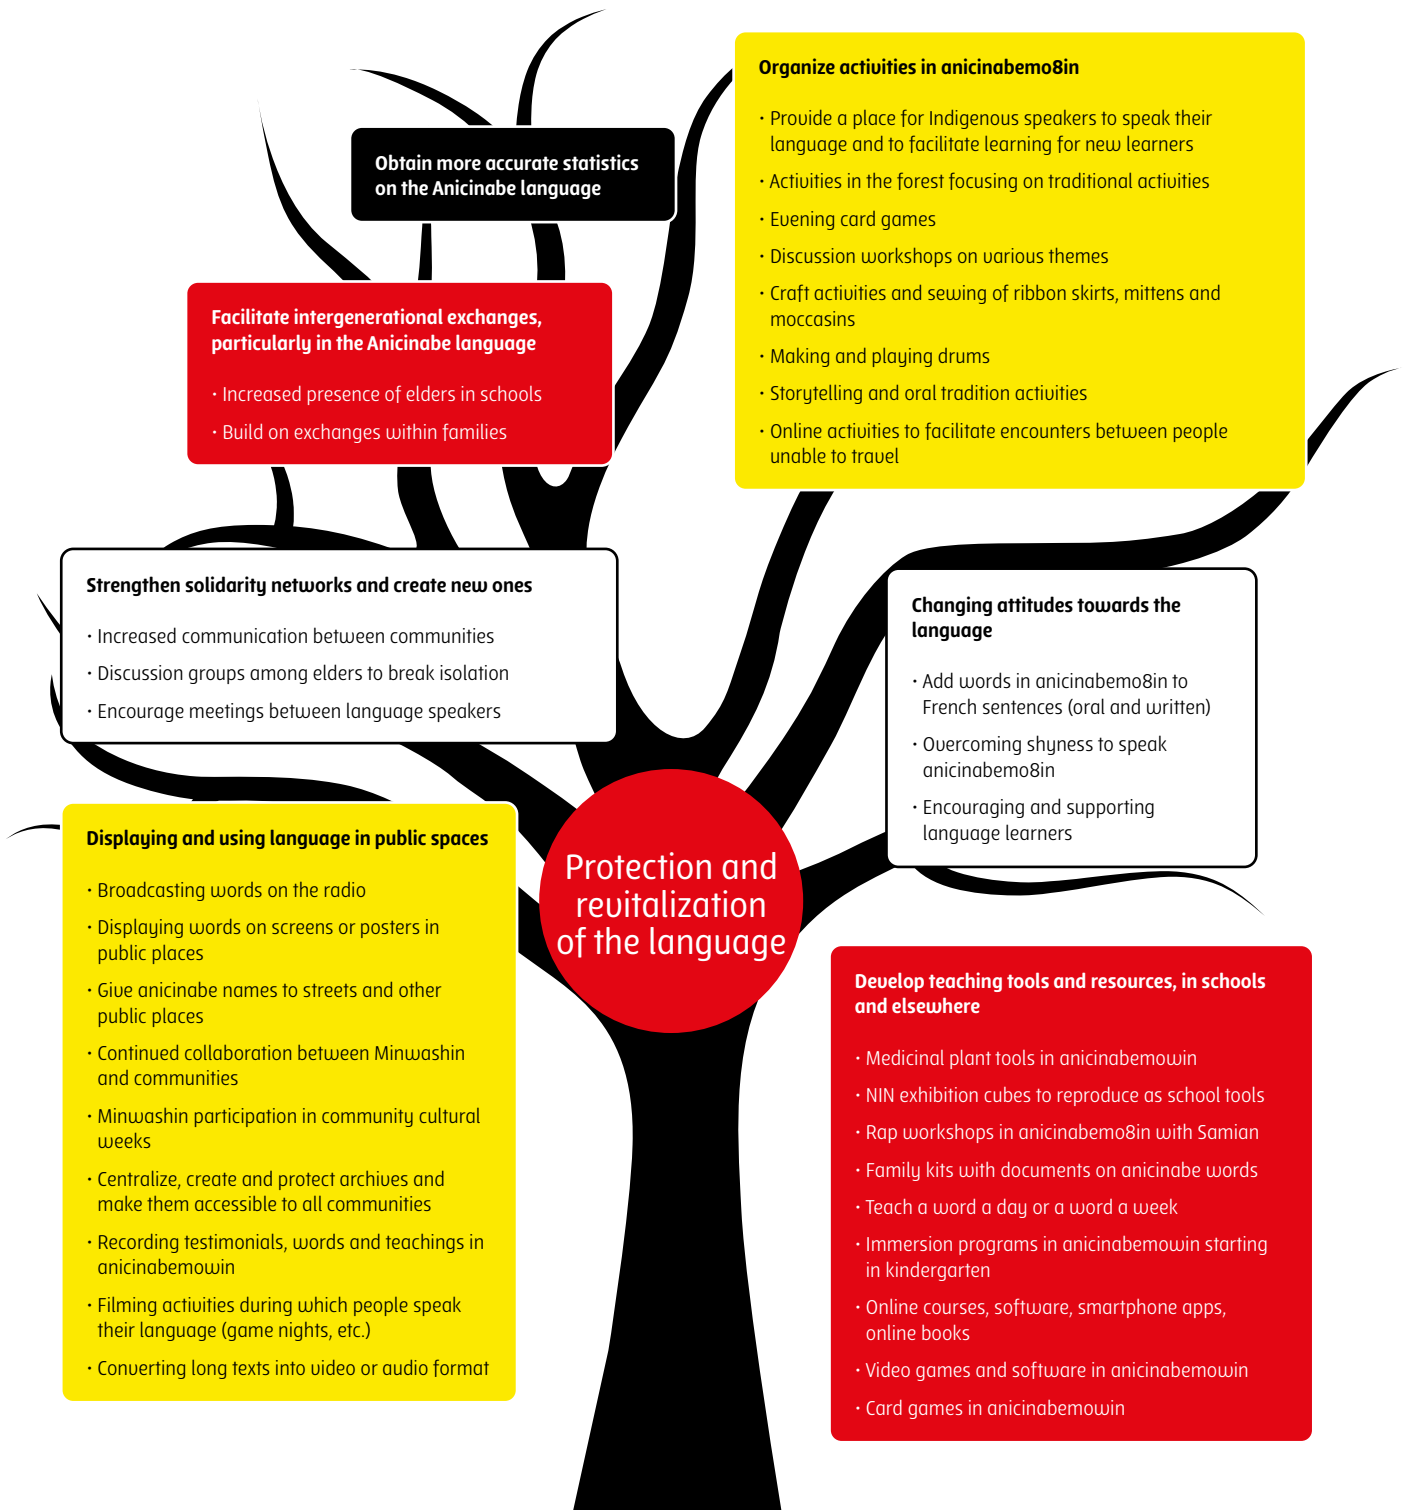 Organize activities in anicinabemo8in
· Provide a place for Indigenous speakers to speak their
language and to facilitate learning for new learners
· Activities in the forest focusing on traditional activities
· Evening card games
· Discussion workshops on various themes
· Craft activities and sewing of ribbon skirts, mittens and
moccasins
· Making and playing drums
· Storytelling and oral tradition activities
· Online activities to facilitate encounters between people
unable to travel
Obtain more accurate statistics
on the Anicinabe language
Facilitate intergenerational exchanges,
particularly in the Anicinabe language
· Increased presence of elders in schools
· Build on exchanges within families
Strengthen solidarity networks and create new ones
· Increased communication between communities
· Discussion groups among elders to break isolation
· Encourage meetings between language speakers
Changing attitudes towards the
language
· Add words in anicinabemo8in to
French sentences (oral and written)
· Overcoming shyness to speak
anicinabemo8in
· Encouraging and supporting
language learners
Displaying and using language in public spaces
· Broadcasting words on the radio
· Displaying words on screens or posters in
public places
· Give anicinabe names to streets and other
public places
· Continued collaboration between Minwashin
and communities
· Minwashin participation in community cultural
weeks
· Centralize, create and protect archives and
make them accessible to all communities
· Recording testimonials, words and teachings in
anicinabemowin
· Filming activities during which people speak
their language (game nights, etc.)
· Converting long texts into video or audio format
Protection and
revitalization
of the language
Develop teaching tools and resources, in schools
and elsewhere
· Medicinal plant tools in anicinabemowin
· NIN exhibition cubes to reproduce as school tools
· Rap workshops in anicinabemo8in with Samian
· Family kits with documents on anicinabe words
· Teach a word a day or a word a week
· Immersion programs in anicinabemowin starting
in kindergarten
· Online courses, software, smartphone apps,
online books
· Video games and software in anicinabemowin
· Card games in anicinabemowin